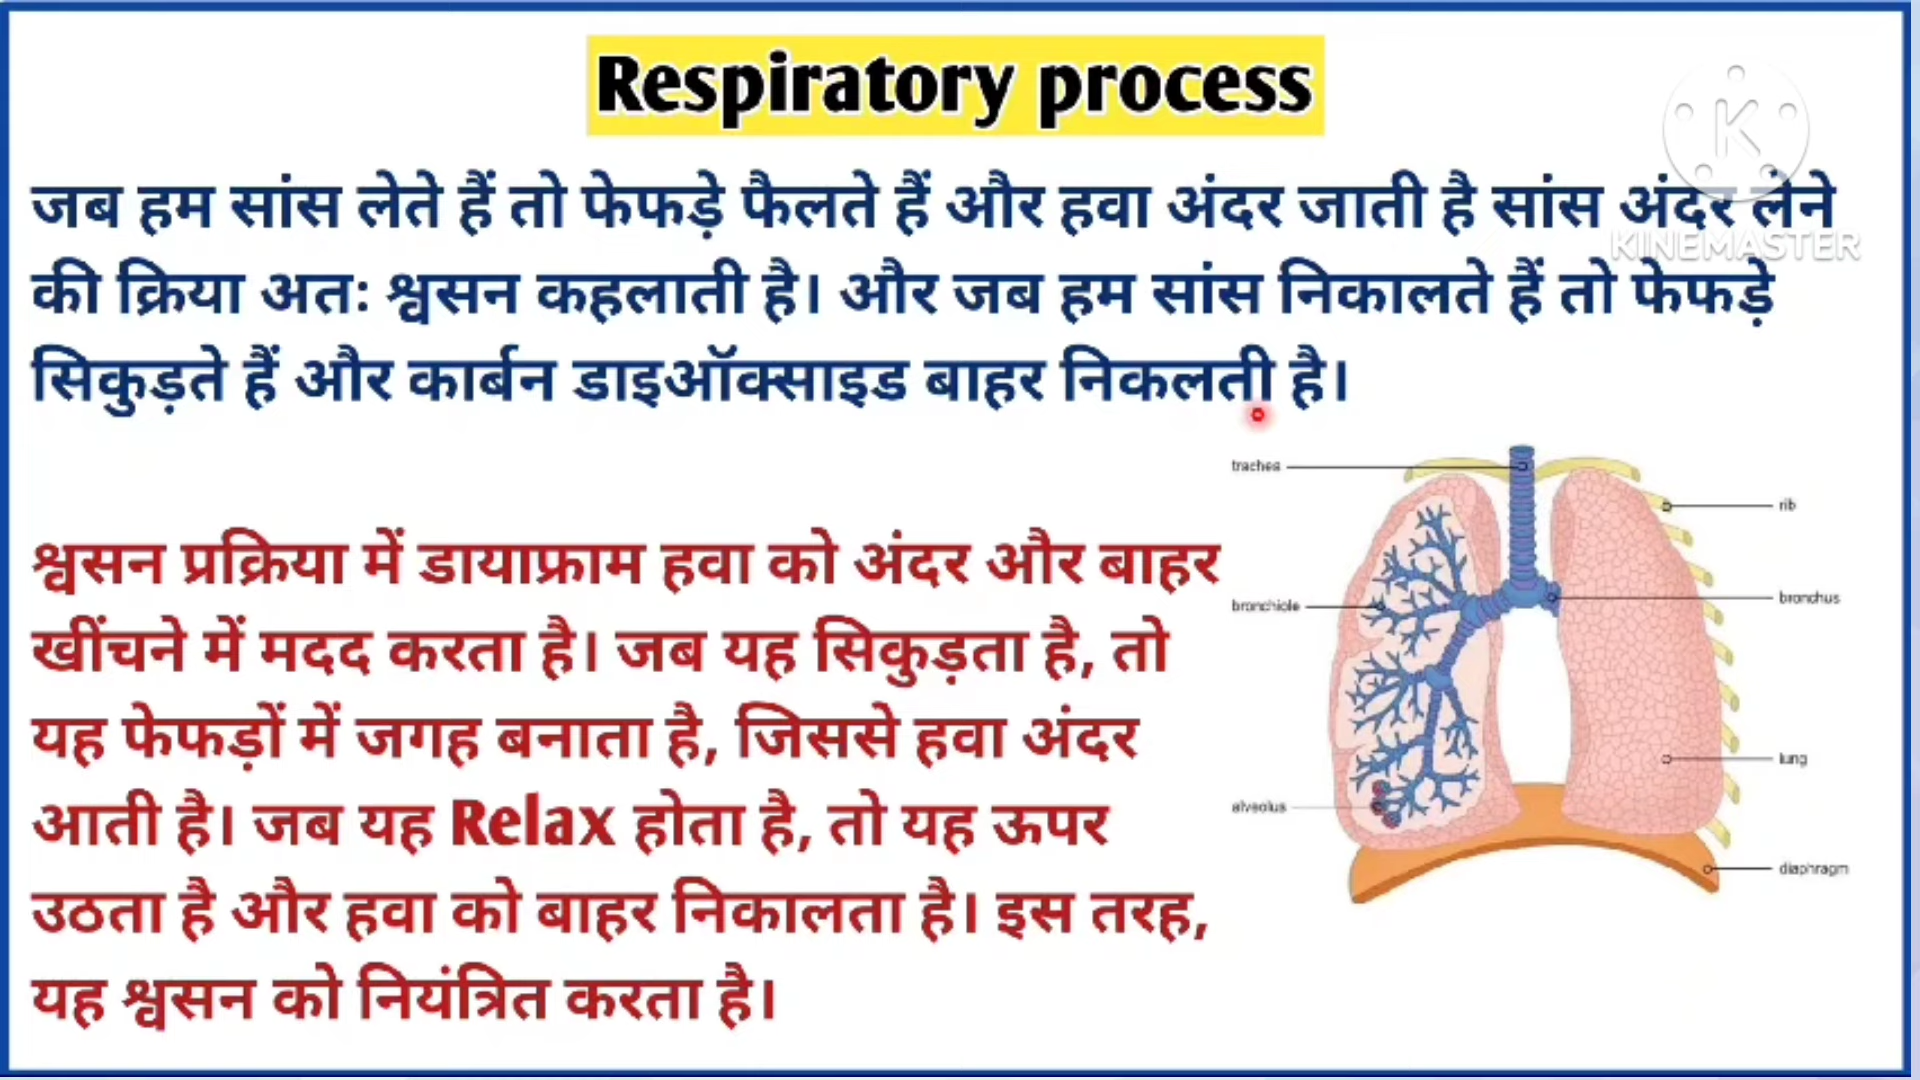 Respiratory process
K
KINEMASTER
जब हम सांस लेते हैं तो फेफड़े फैलते हैं और हवा अंदर जाती है सांस अंदर लेने
की क्रिया अतः श्वसन कहलाती है। और जब हम सांस निकालते हैं तो फेफड़े
सिकुड़ते हैं और कार्बन डाइऑक्साइड बाहर निकलती है।
श्वसन प्रक्रिया में डायाफ्राम हवा को अंदर और बाहर
खींचने में मदद करता है। जब यह सिकुड़ता है, तो
यह फेफड़ों में जगह बनाता है, जिससे हवा अंदर
आती है। जब यह Relax होता है, तो यह ऊपर
उठता है और हवा को बाहर निकालता है। इस तरह,
यह श्वसन को नियंत्रित करता है।
trachea
rib
bronchiole
bronchus
lung
alveolus
diaphragm